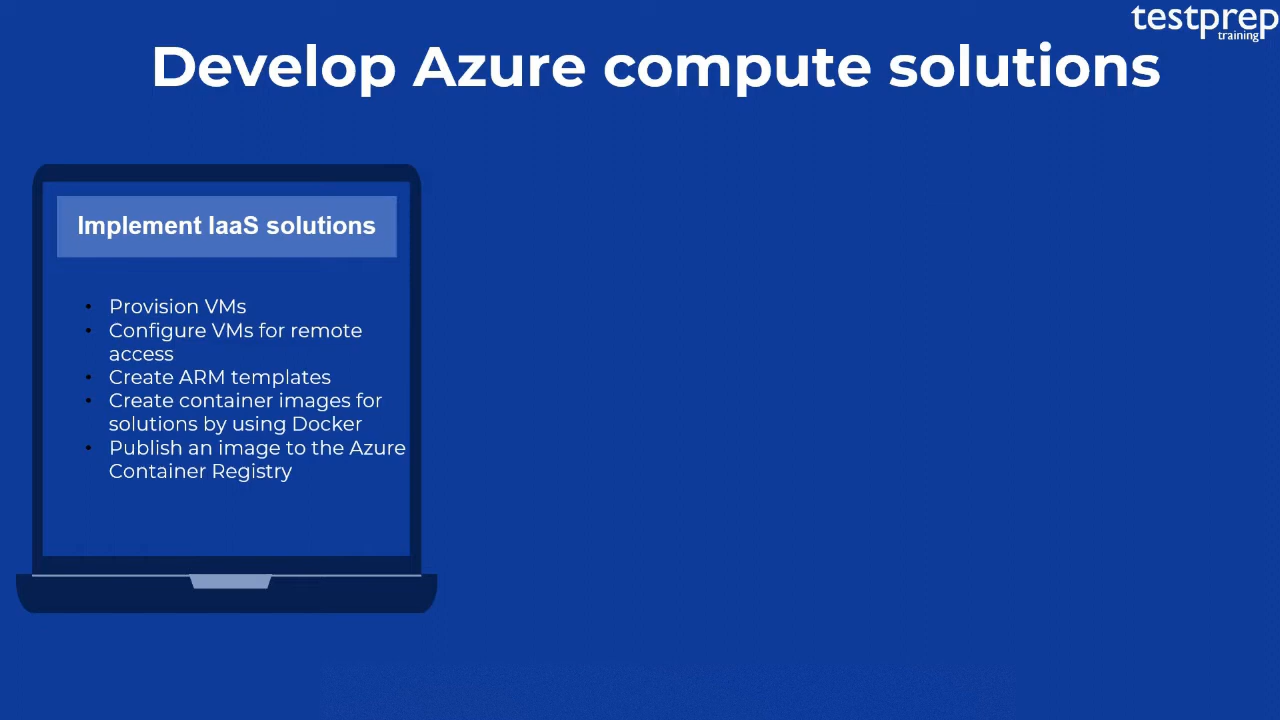 testprep
training
Develop Azure compute solutions
Implement IaaS solutions
• Provision VMs
• Configure VMs for remote
access
• Create ARM templates
• Create container images for
solutions by using Docker
• Publish an image to the Azure
Container Registry